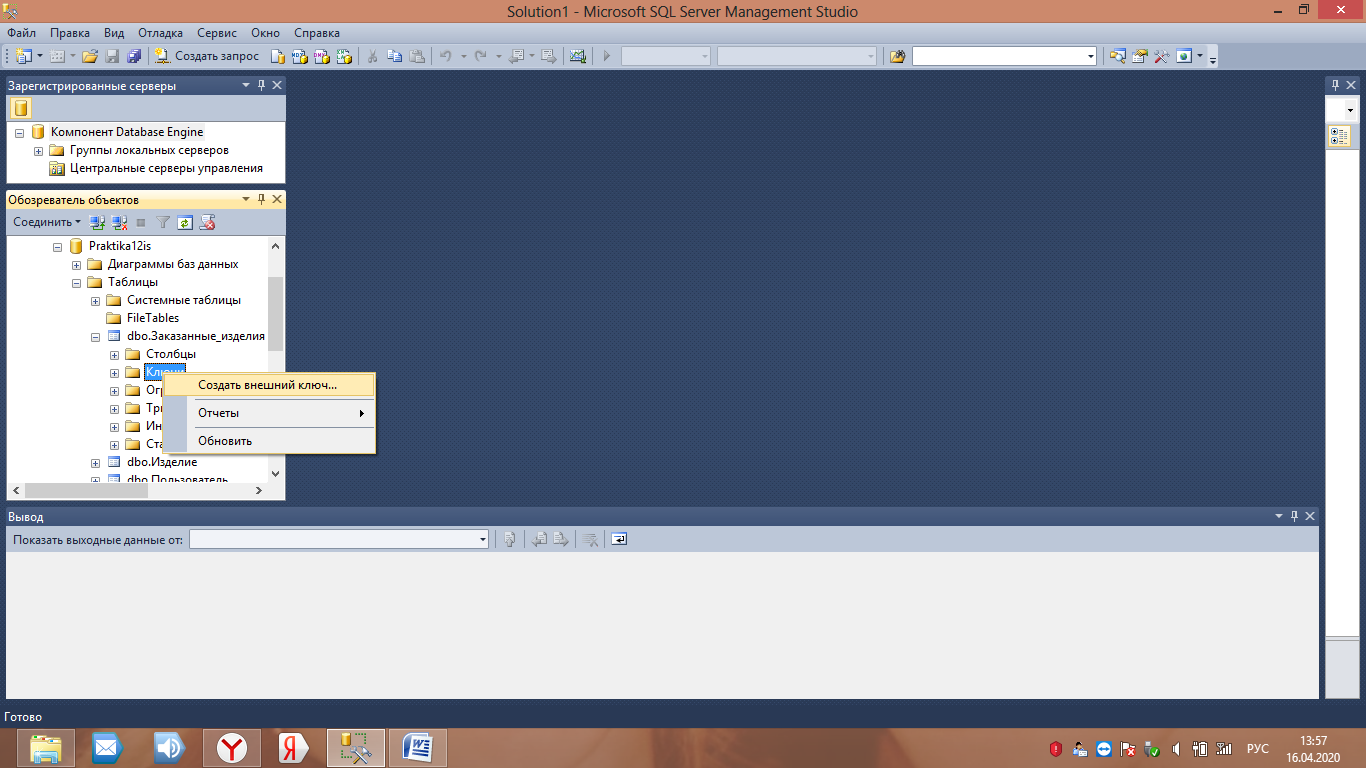 Solution1 - Microsoft SQL Server Management Studio
Файл Правка Вид Отладка Сервис Окно Справка
Создать запрос
Зарегистрированные серверы
Компонент Database Engine
Группы локальных серверов
Центральные серверы управления
Обозреватель объектов
Соединить
Praktika12is
Диаграммы баз данных
Таблицы
Системные таблицы
FileTables
dbo.Заказанные_изделия
Столбцы
Ключи
Создать внешний ключ...
Отчеты
Обновить
dbo.Изделие
dbo.Пользователь
Вывод
Показать выходные данные от:
Готово
РУС
13:57
16.04.2020